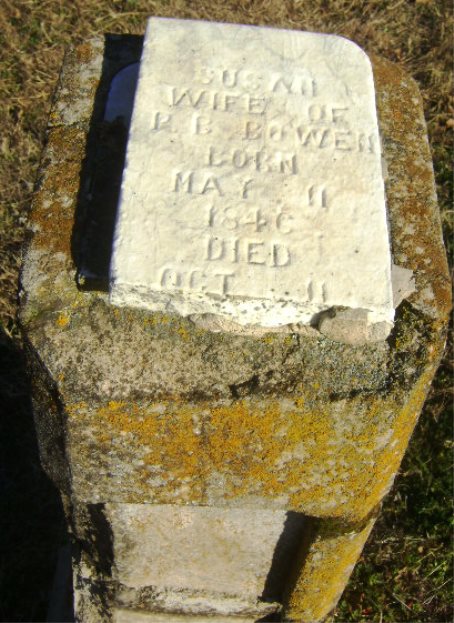 SUSAN
WIFE OF
R B BOWEN
BORN
MAY 11
1846
DIED
OCT 11